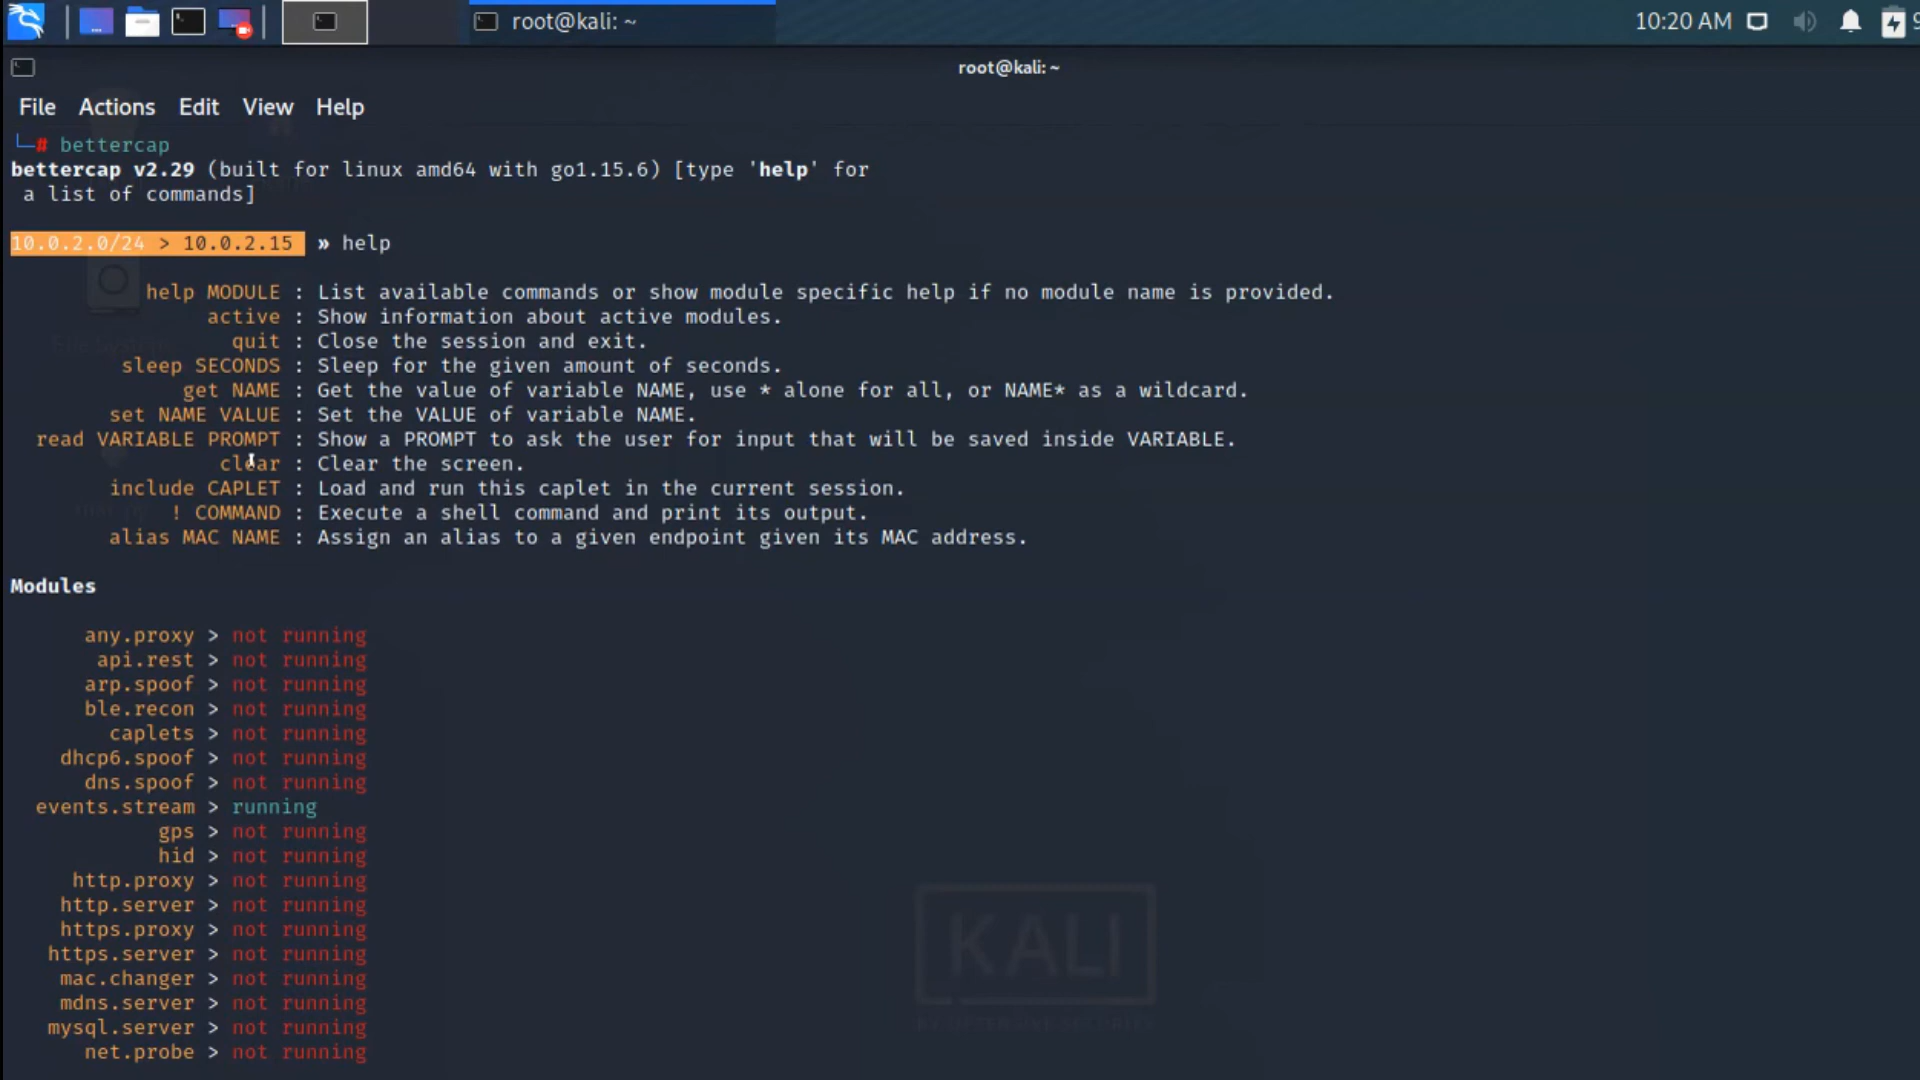 root@kali: ~
10:20 AM
root@kali: ~
File Actions Edit View Help
└─# bettercap
bettercap v2.29 (built for linux amd64 with go1.15.6) [type 'help' for
a list of commands]
10.0.2.0/24 > 10.0.2.15 » help
help MODULE : List available commands or show module specific help if no module name is provided.
active : Show information about active modules.
quit : Close the session and exit.
sleep SECONDS : Sleep for the given amount of seconds.
get NAME : Get the value of variable NAME, use * alone for all, or NAME* as a wildcard.
set NAME VALUE : Set the VALUE of variable NAME.
read VARIABLE PROMPT : Show a PROMPT to ask the user for input that will be saved inside VARIABLE.
clear : Clear the screen.
include CAPLET : Load and run this caplet in the current session.
! COMMAND : Execute a shell command and print its output.
alias MAC NAME : Assign an alias to a given endpoint given its MAC address.
Modules
any.proxy > not running
api.rest > not running
arp.spoof > not running
ble.recon > not running
caplets > not running
dhcp6.spoof > not running
dns.spoof > not running
events.stream > running
gps > not running
hid > not running
http.proxy > not running
http.server > not running
https.proxy > not running
https.server > not running
mac.changer > not running
mdns.server > not running
mysql.server > not running
net.probe > not running
KALI